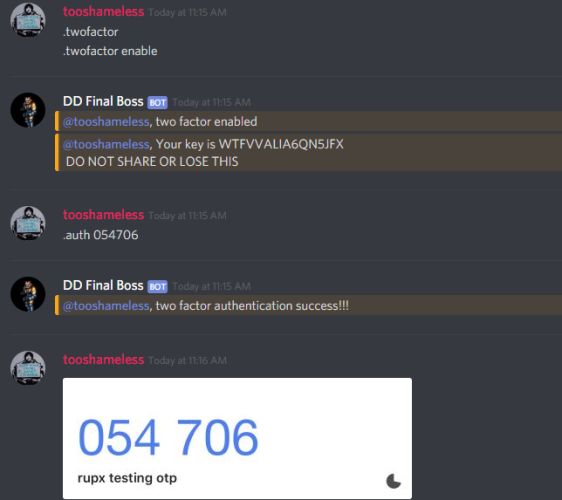 tooshameless Today at 11:15 AM
.twofactor
.twofactor enable
DD Final Boss BOT Today at 11:15 AM
@tooshameless, two factor enabled
@tooshameless, Your key is WTFVVALIA6QN5JFX
DO NOT SHARE OR LOSE THIS
tooshameless Today at 11:15 AM
.auth 054706
DD Final Boss BOT Today at 11:15 AM
@tooshameless, two factor authentication success!!!
tooshameless Today at 11:16 AM
054 706
rupx testing otp